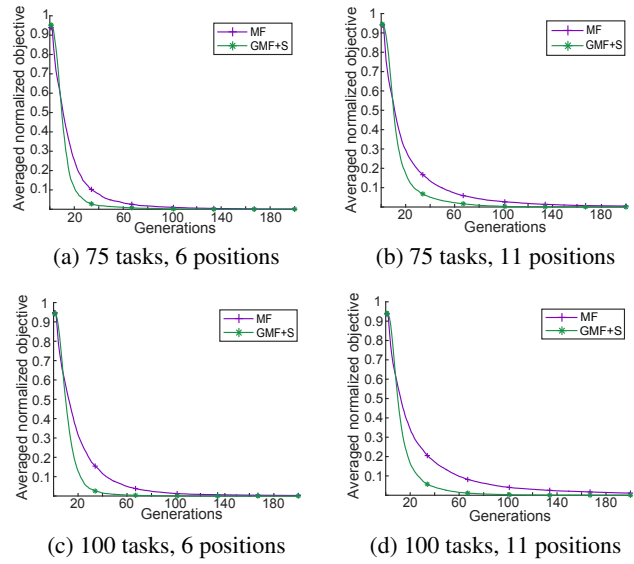 Averaged normalized objective
1
0.9
0.8
0.7
0.6
0.5
0.4
0.3
0.2
0.1
MF
GMF+S
20 60 100 140 180
Generations
(a) 75 tasks, 6 positions
Averaged normalized objective
1
0.9
0.8
0.7
0.6
0.5
0.4
0.3
0.2
0.1
MF
GMF+S
20 60 100 140 180
Generations
(b) 75 tasks, 11 positions
Averaged normalized objective
1
0.9
0.8
0.7
0.6
0.5
0.4
0.3
0.2
0.1
MF
GMF+S
20 60 100 140 180
Generations
(c) 100 tasks, 6 positions
Averaged normalized objective
1
0.9
0.8
0.7
0.6
0.5
0.4
0.3
0.2
0.1
MF
GMF+S
20 60 100 140 180
Generations
(d) 100 tasks, 11 positions